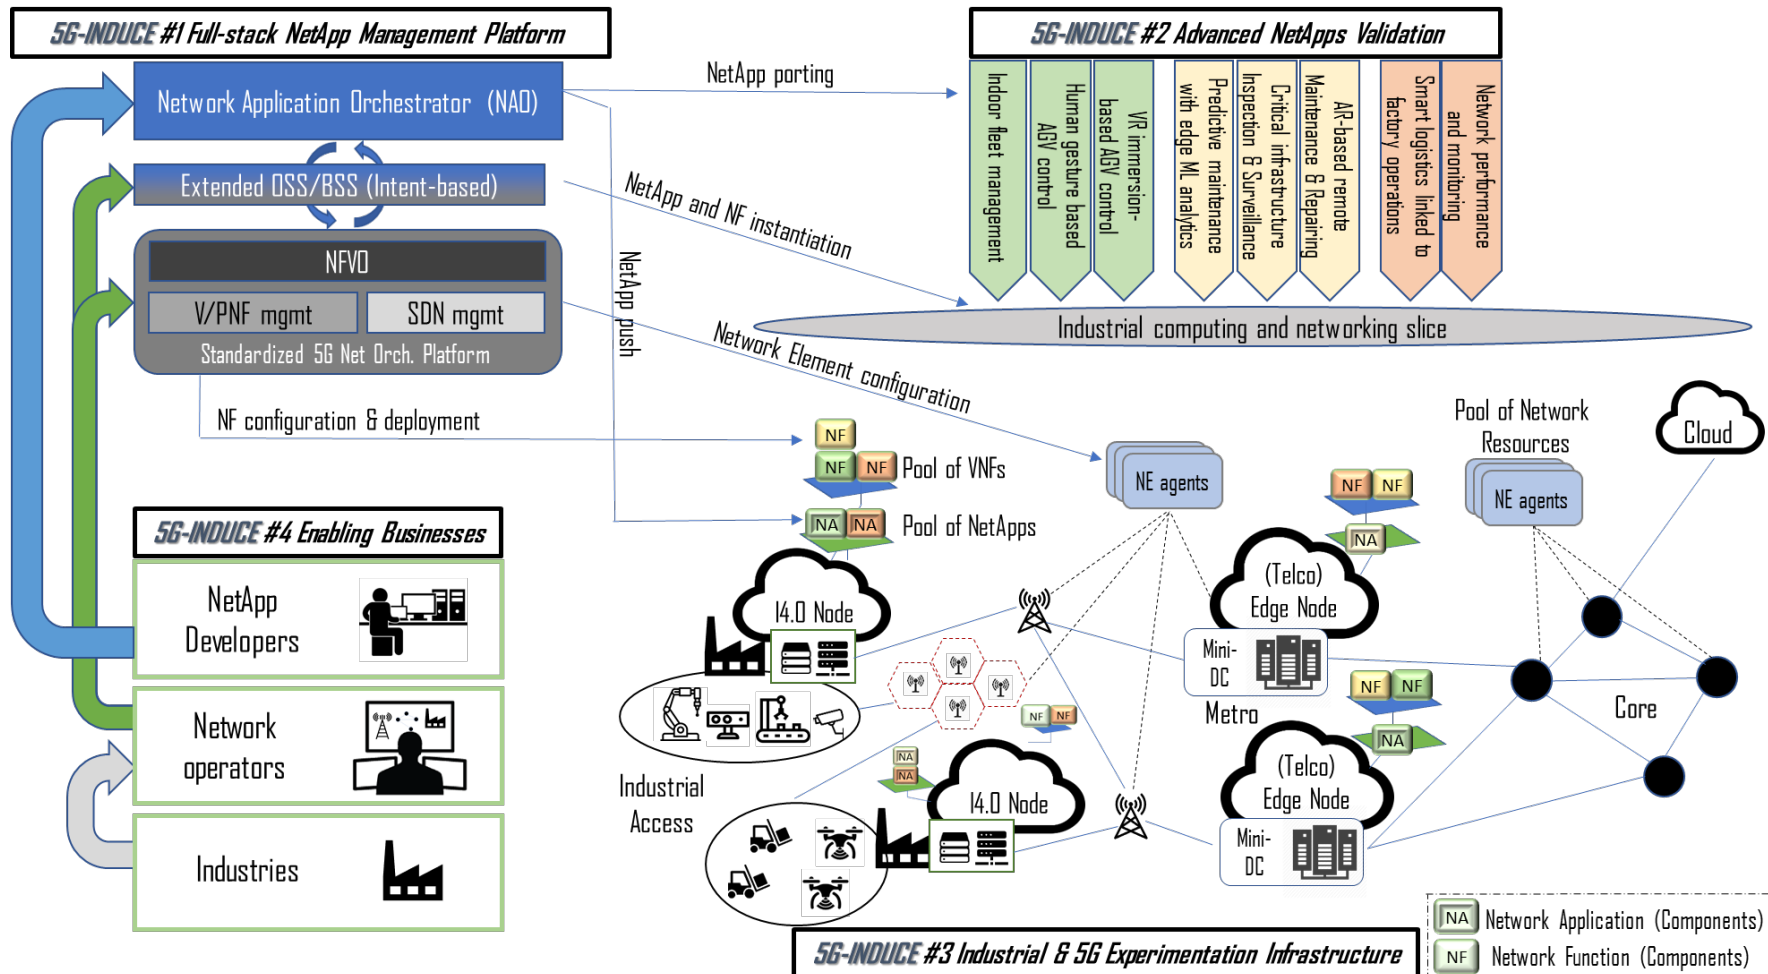 5G-INDUCE #1 Full-stack NetApp Management Platform
Network Application Orchestrator (NAO)
Extended OSS/BSS (Intent-based)
NFVO
V/PNF mgmt
SDN mgmt
Standardized 5G Net Orch. Platform
NetApp porting
NetApp and NF instantiation
NetApp push
Network Element configuration
NF configuration & deployment
5G-INDUCE #2 Advanced NetApps Validation
Indoor fleet management
Human gesture based
AGV control
VR immersion-
based AGV control
Predictive maintenance
with edge ML analytics
Critical infrastructure
Inspection & Surveillance
AR-based remote
Maintenance & Repairing
Smart logistics linked to
factory operations
Network performance
and monitoring
Industrial computing and networking slice
NF
NF
NF
Pool of VNFs
NA
NA
Pool of NetApps
NE agents
Pool of Network
Resources
NE agents
Cloud
NF
NF
NA
I4.0 Node
(Telco)
Edge Node
Mini-
DC
Metro
NF
NF
NA
Core
NF
NF
NA
NA
Industrial
Access
I4.0 Node
(Telco)
Edge Node
Mini-
DC
5G-INDUCE #4 Enabling Businesses
NetApp
Developers
Network
operators
Industries
5G-INDUCE #3 Industrial & 5G Experimentation Infrastructure
NA
Network Application (Components)
NF
Network Function (Components)